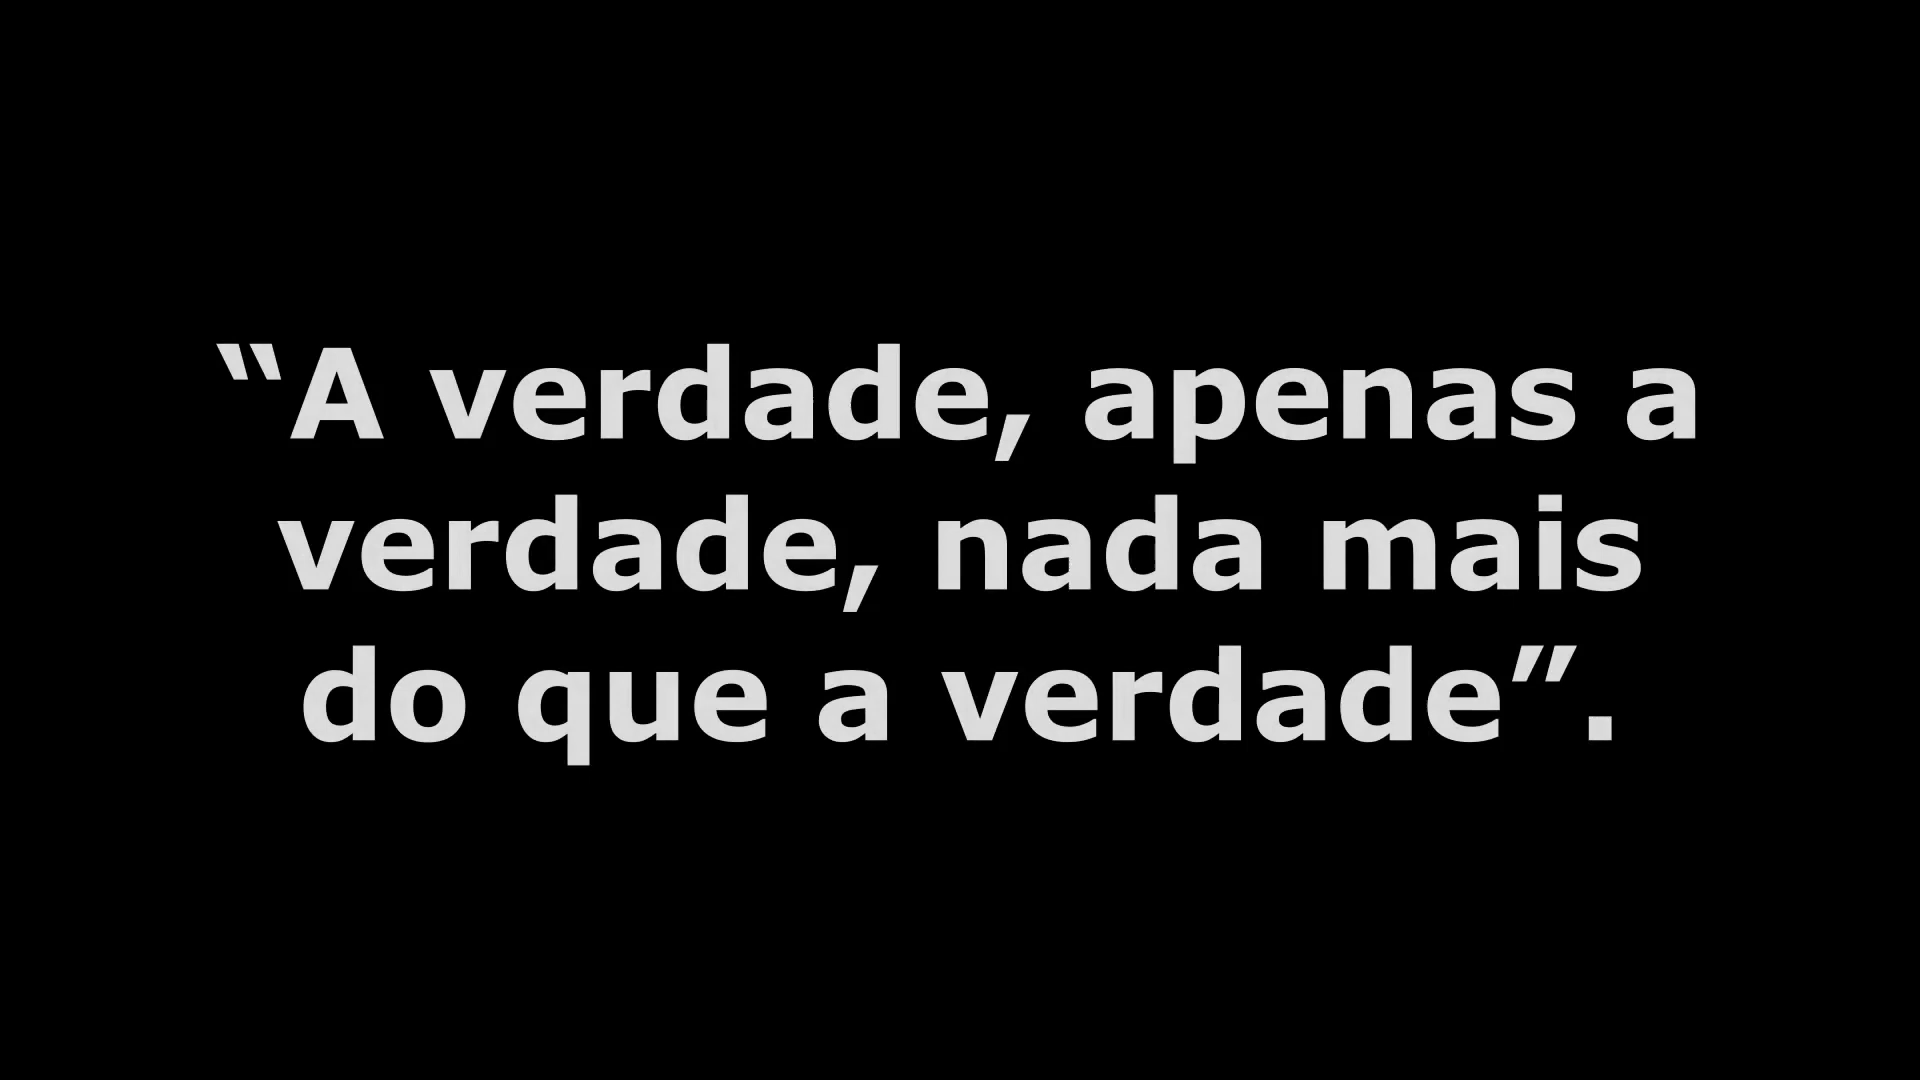 “A verdade, apenas a
verdade, nada mais
do que a verdade”.